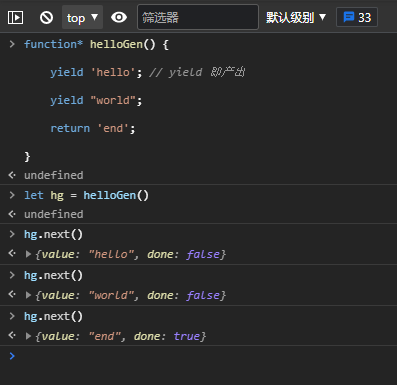 top 筛选器 默认级别 33
function* helloGen() {
yield 'hello'; // yield 即产出
yield "world";
return 'end';
}
undefined
let hg = helloGen()
undefined
hg.next()
{value: "hello", done: false}
hg.next()
{value: "world", done: false}
hg.next()
{value: "end", done: true}